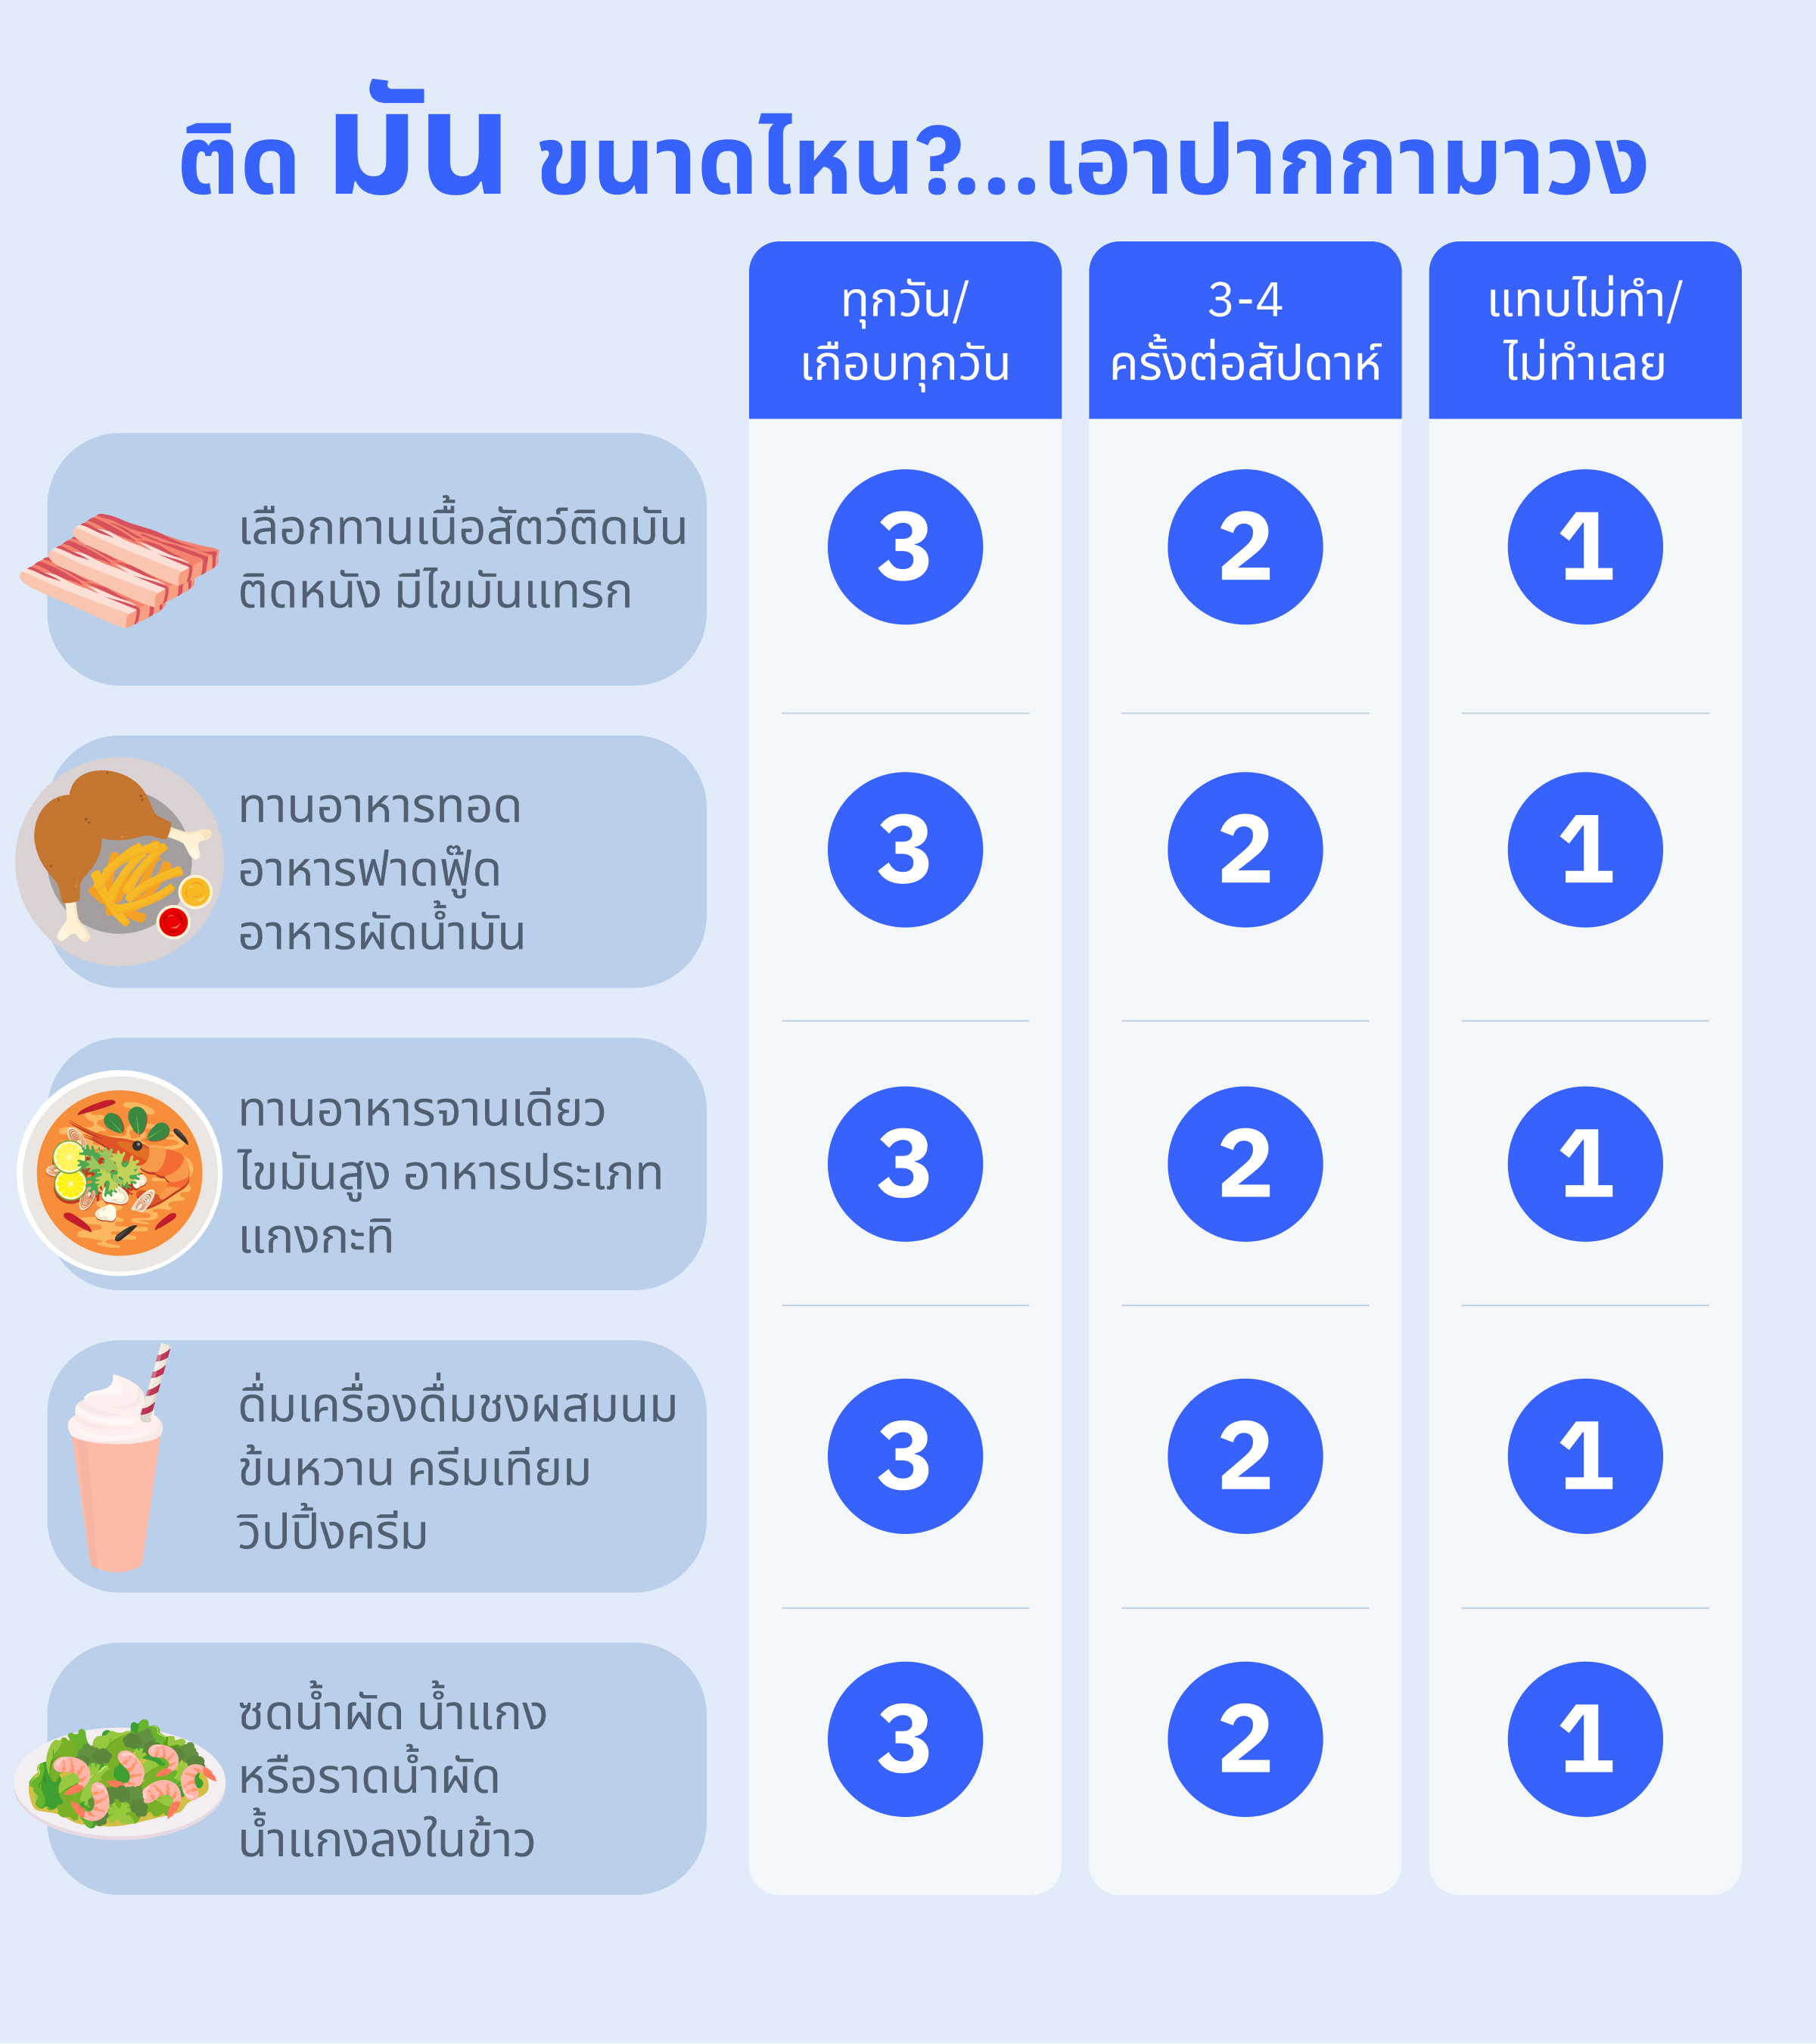 ติด มัน ขนาดไหน?...เอาปากกามาวง
ทุกวัน/
เกือบทุกวัน
3-4
ครั้งต่อสัปดาห์
แทบไม่ทำ/
ไม่ทำเลย
เลือกทานเนื้อสัตว์ติดมัน
ติดหนัง มีไขมันแทรก
3 2 1
ทานอาหารทอด
อาหารฟาดฟู๊ด
อาหารผัดน้ำมัน
3 2 1
ทานอาหารจานเดียว
ไขมันสูง อาหารประเภท
แกงกะทิ
3 2 1
ดื่มเครื่องดื่มชงผสมนม
ข้นหวาน ครีมเทียม
วิปปิ้งครีม
3 2 1
ซดน้ำผัด น้ำแกง
หรือราดน้ำผัด
น้ำแกงลงในข้าว
3 2 1